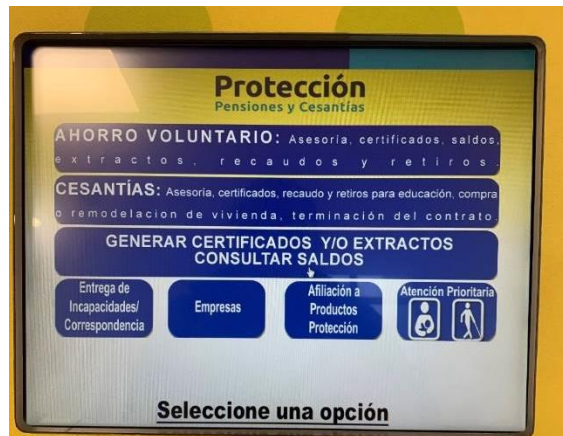 Protección
Pensiones y Cesantías
AHORRO VOLUNTARIO: Asesoría, certificados, saldos,
extractos, recaudos y retiros.
CESANTÍAS: Asesoría, certificados, recaudo y retiros para educación, compra
o remodelacion de vivienda, terminación del contrato.
GENERAR CERTIFICADOS Y/O EXTRACTOS
CONSULTAR SALDOS
Entrega de
Incapacidades/
Correspondencia
Empresas
Afiliación a
Productos
Protección
Atención Prioritaria
Seleccione una opción